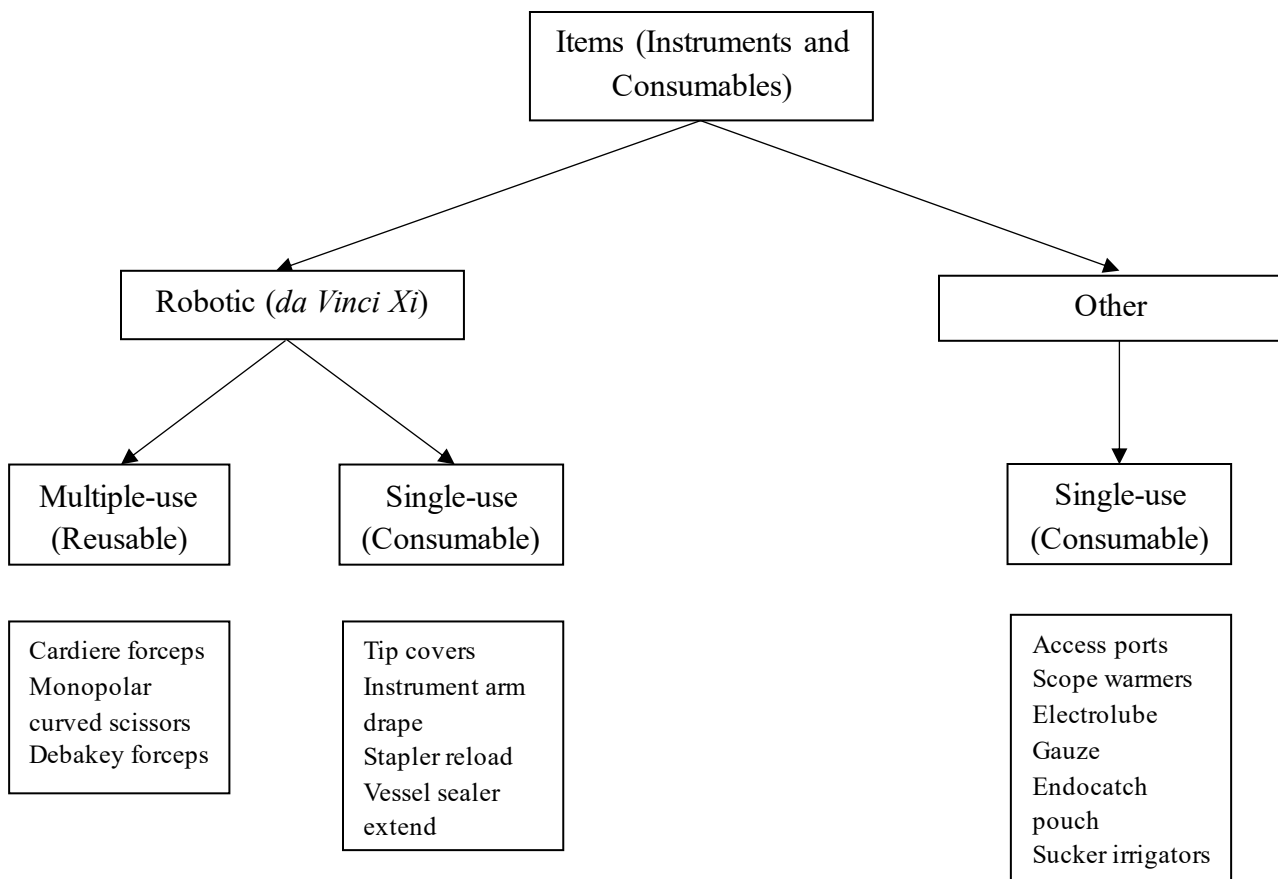 Items (Instruments and
Consumables)
Robotic (da Vinci Xi)
Other
Multiple-use
(Reusable)
Single-use
(Consumable)
Single-use
(Consumable)
Cardiere forceps
Monopolar
curved scissors
Debakey forceps
Tip covers
Instrument arm
drape
Stapler reload
Vessel sealer
extend
Access ports
Scope warmers
Electrolube
Gauze
Endocatch
pouch
Sucker irrigators